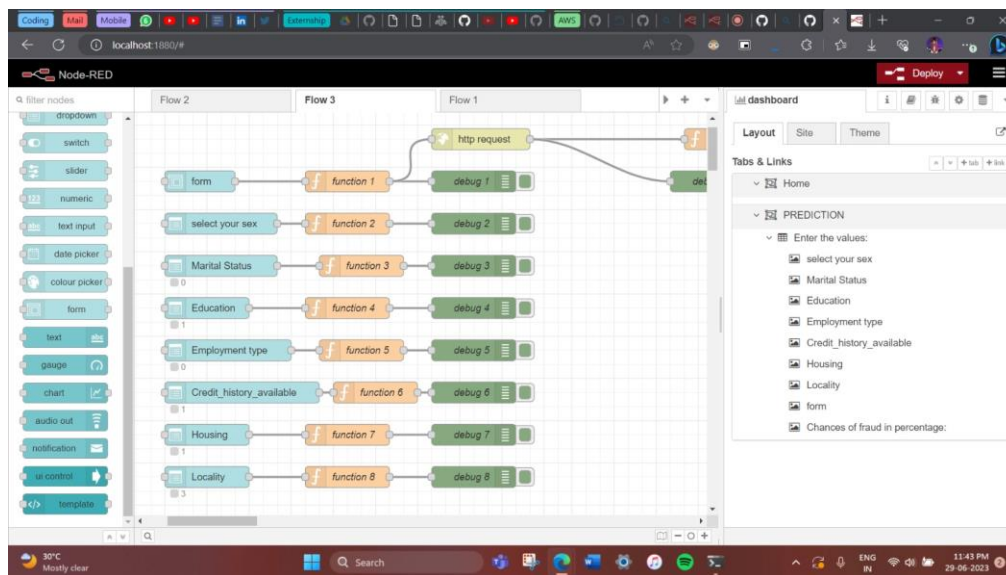 Coding Mail Mobile Externship AWS
localhost:1880/#
Node-RED Deploy
filter nodes
Flow 2 Flow 3 Flow 1
dashboard
Layout Site Theme
Tabs & Links
tab link
Home
PREDICTION
Enter the values:
select your sex
Marital Status
Education
Employment type
Credit_history_available
Housing
Locality
form
Chances of fraud in percentage:
dropdown
switch
slider
numeric
text input
date picker
colour picker
form
text
gauge
chart
audio out
notification
ui control
template
http request
form function 1 debug 1
select your sex function 2 debug 2
Marital Status function 3 debug 3
0
Education function 4 debug 4
1
Employment type function 5 debug 5
0
Credit_history_available function 6 debug 6
1
Housing function 7 debug 7
1
Locality function 8 debug 8
3
30°C
Mostly clear
Search
ENG
IN
11:43 PM
29-06-2023